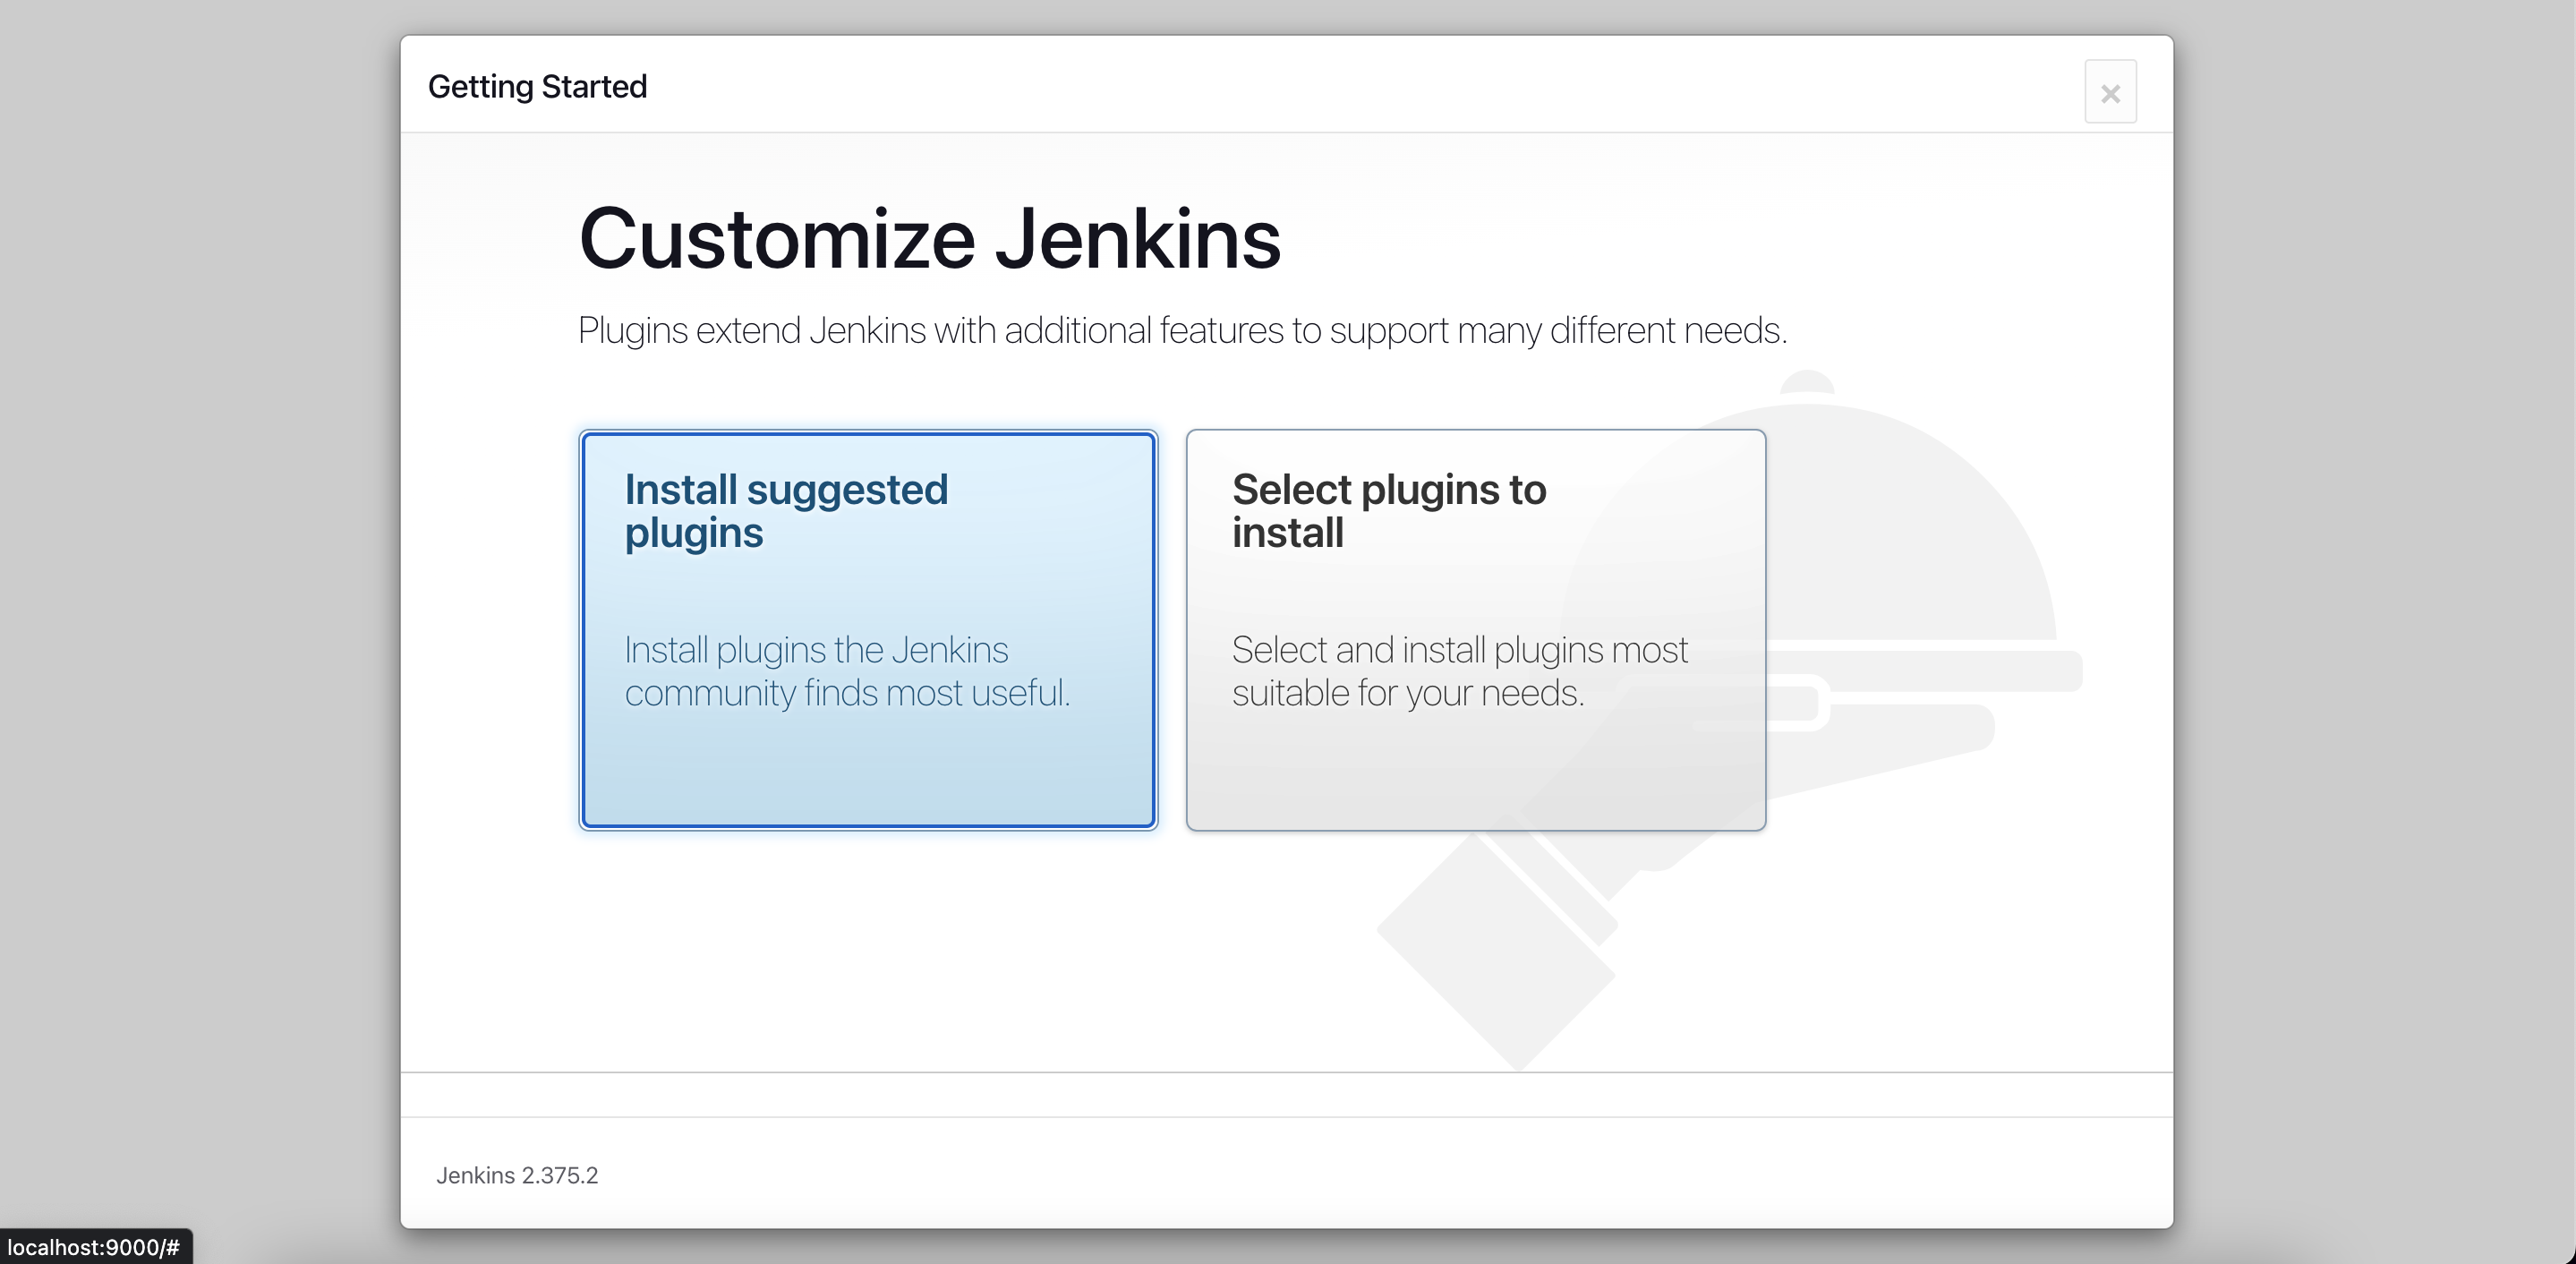 Getting Started
×
Customize Jenkins
Plugins extend Jenkins with additional features to support many different needs.
Install suggested
plugins
Install plugins the Jenkins
community finds most useful.
Select plugins to
install
Select and install plugins most
suitable for your needs.
Jenkins 2.375.2
localhost:9000/#